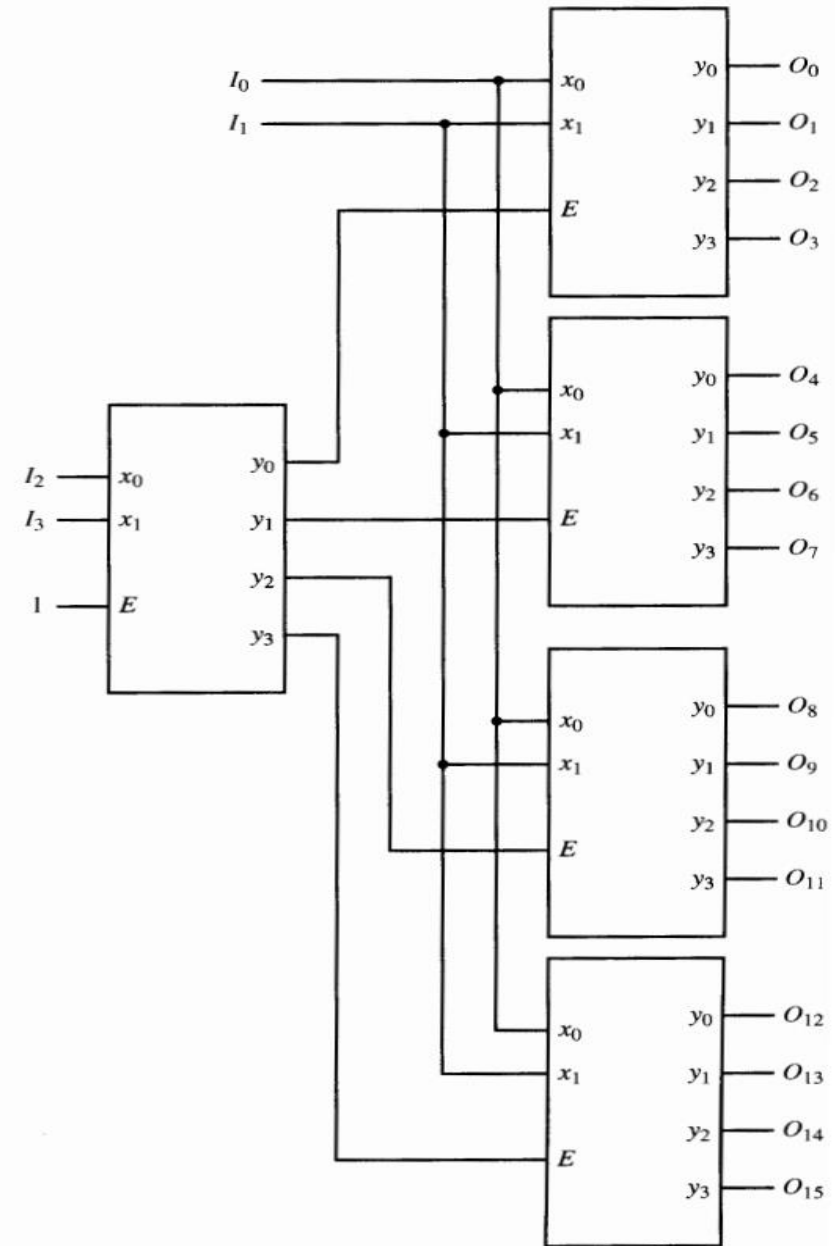 y₀ O₀
I₀ x₀
I₁ x₁ y₁ O₁
y₂ O₂
E
y₃ O₃
y₀ O₄
x₀
x₁ y₁ O₅
y₂ O₆
E
y₃ O₇
y₀
I₂ x₀
I₃ x₁ y₁
y₂
1 E
y₃
y₀ O₈
x₀
x₁ y₁ O₉
y₂ O₁₀
E
y₃ O₁₁
y₀ O₁₂
x₀
x₁ y₁ O₁₃
y₂ O₁₄
E
y₃ O₁₅